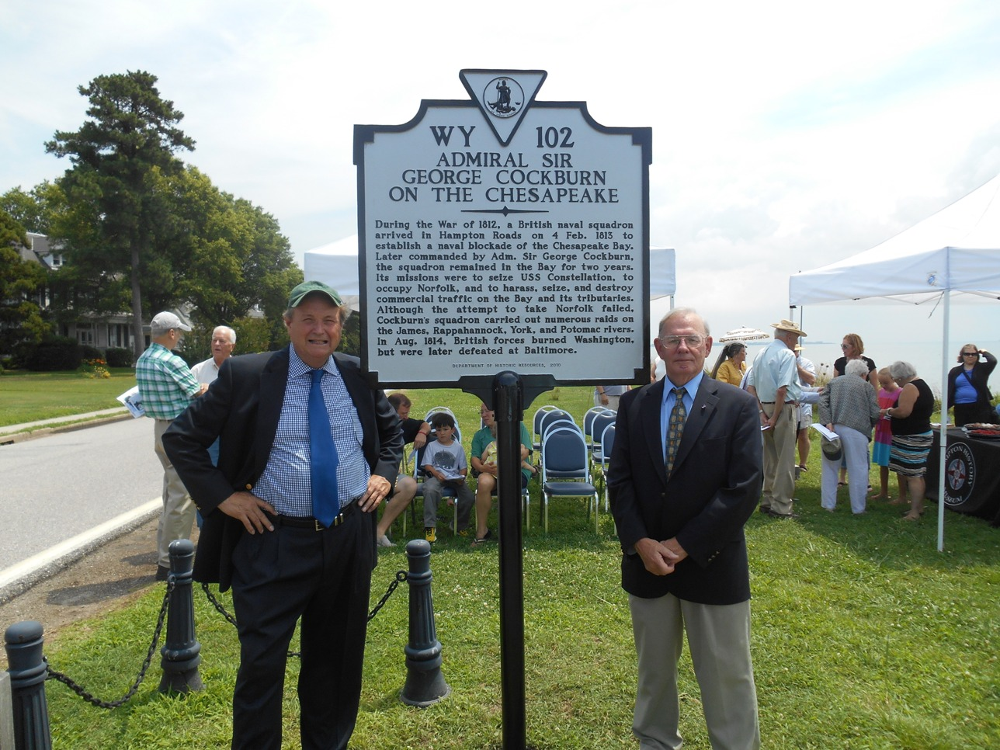 WY 102
ADMIRAL SIR
GEORGE COCKBURN
ON THE CHESAPEAKE
During the War of 1812, a British naval squadron
arrived in Hampton Roads on 4 Feb. 1813 to
establish a naval blockade of the Chesapeake Bay.
Later commanded by Adm. Sir George Cockburn,
the squadron remained in the Bay for two years.
Its missions were to seize USS Constellation, to
occupy Norfolk, and to harass, seize, and destroy
commercial traffic on the Bay and its tributaries.
Although the attempt to take Norfolk failed,
Cockburn's squadron carried out numerous raids on
the James, Rappahannock, York, and Potomac rivers.
In Aug. 1814, British forces burned Washington,
but were later defeated at Baltimore.
DEPARTMENT OF HISTORIC RESOURCES, 2010
HAMPTON HISTORY
MUSEUM